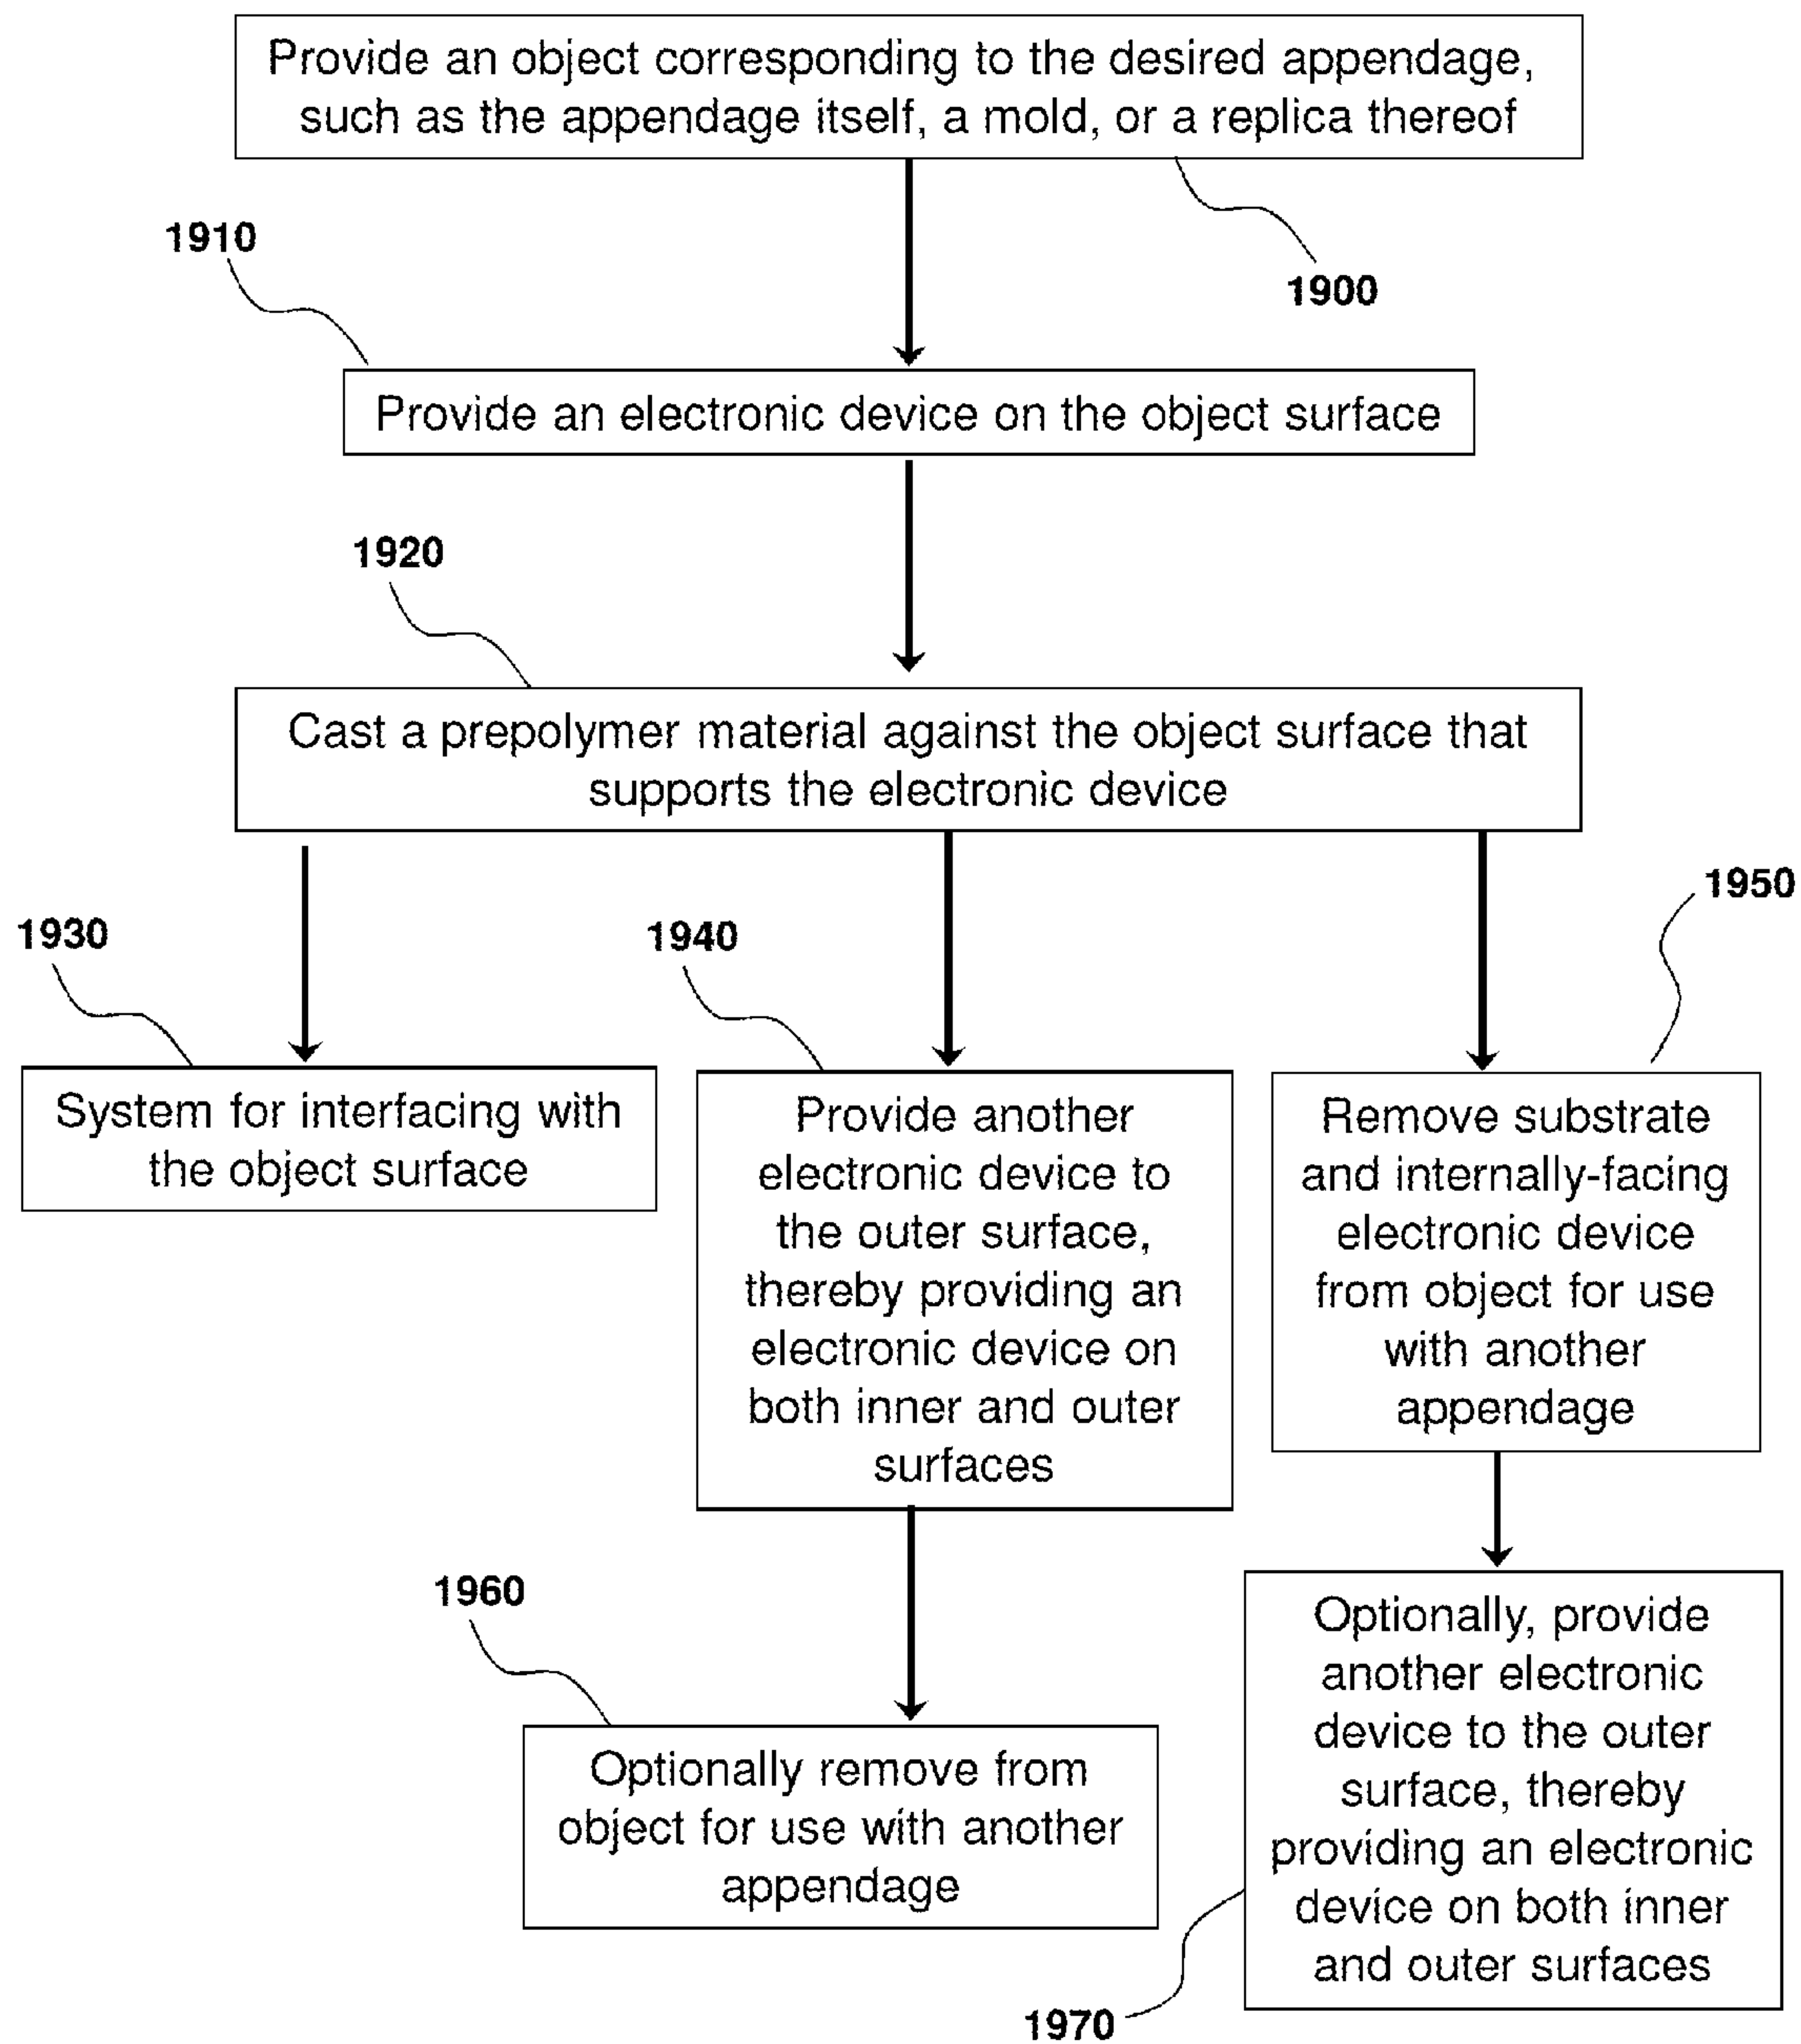 Provide an object corresponding to the desired appendage,
such as the appendage itself, a mold, or a replica thereof
1900
1910
Provide an electronic device on the object surface
1920
Cast a prepolymer material against the object surface that
supports the electronic device
1930
System for interfacing with
the object surface
1940
Provide another
electronic device to
the outer surface,
thereby providing an
electronic device on
both inner and outer
surfaces
1950
Remove substrate
and internally-facing
electronic device
from object for use
with another
appendage
1960
Optionally remove from
object for use with another
appendage
Optionally, provide
another electronic
device to the outer
surface, thereby
providing an electronic
device on both inner
and outer surfaces
1970